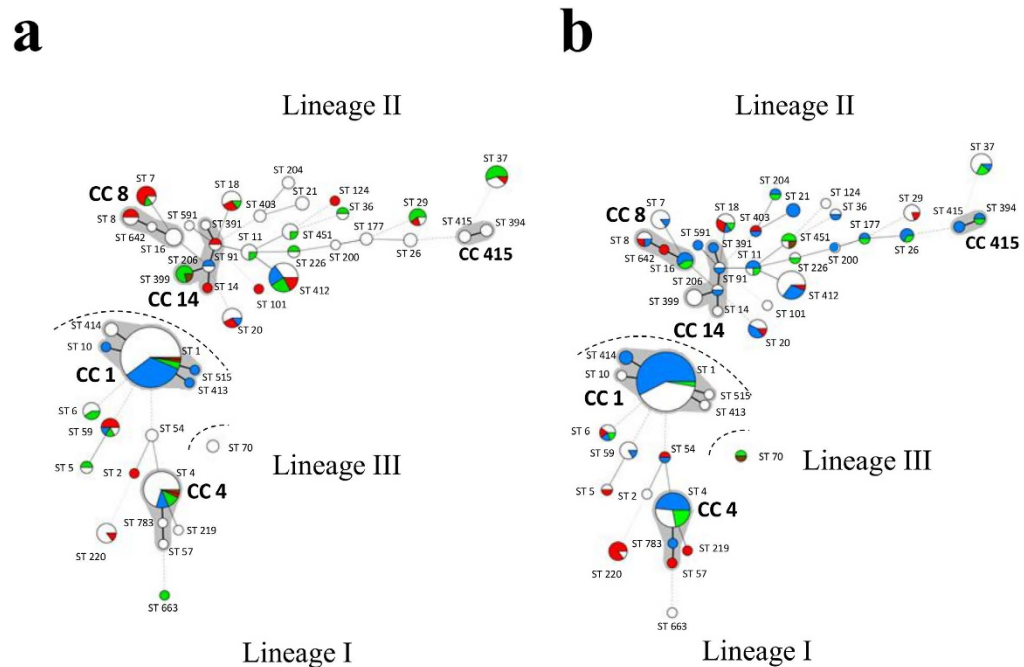 a
Lineage II
ST 37
ST 204
ST 7
ST 21
ST 124
ST 18
CC 8
ST 403
ST 36
ST 29
ST 591
ST 8
ST 391
ST 394
ST 415
ST 177
ST 11
ST 451
ST 642
ST 16
CC 415
ST 226
ST 200
ST 26
ST 206
ST 91
ST 399
ST 14
ST 412
CC 14
ST 101
ST 20
ST 414
ST 10
ST 1
CC 1
ST 515
ST 413
ST 6
ST 59
ST 54
ST 70
ST 5
ST 2
ST 4
Lineage III
CC 4
ST 783
ST 219
ST 220
ST 57
ST 663
Lineage I
b
Lineage II
ST 37
ST 204
ST 21
ST 124
ST 7
ST 18
CC 8
ST 403
ST 36
ST 29
ST 177
ST 591
ST 394
ST 415
ST 8
ST 391
ST 451
ST 11
ST 642
CC 415
ST 26
ST 16
ST 226
ST 200
ST 206
ST 91
ST 412
ST 399
ST 14
ST 101
CC 14
ST 20
ST 414
ST 10
ST 1
CC 1
ST 515
ST 413
ST 6
ST 59
ST 54
ST 70
ST 5
ST 2
ST 4
Lineage III
CC 4
ST 783
ST 219
ST 220
ST 57
ST 663
Lineage I